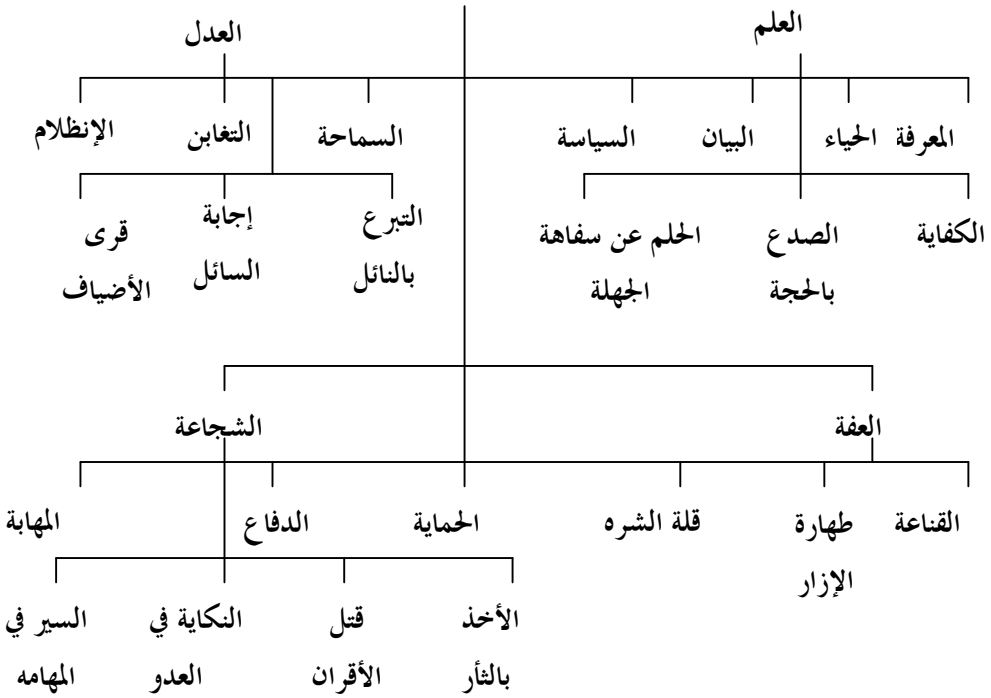 العلم
العدل
المعرفة
الحياء
البيان
السياسة
السماحة
التغابن
الإنظلام
الكفاية
الصدع
بالحجة
الحلم عن سفاهة
الجهلة
التبرع
بالنائل
إجابة
السائل
قرى
الأضياف
العفة
الشجاعة
القناعة
طهارة
الإزار
قلة الشره
الحماية
الدفاع
المهابة
الأخذ
بالثأر
قتل
الأقران
النكاية في
العدو
السير في
المهامه